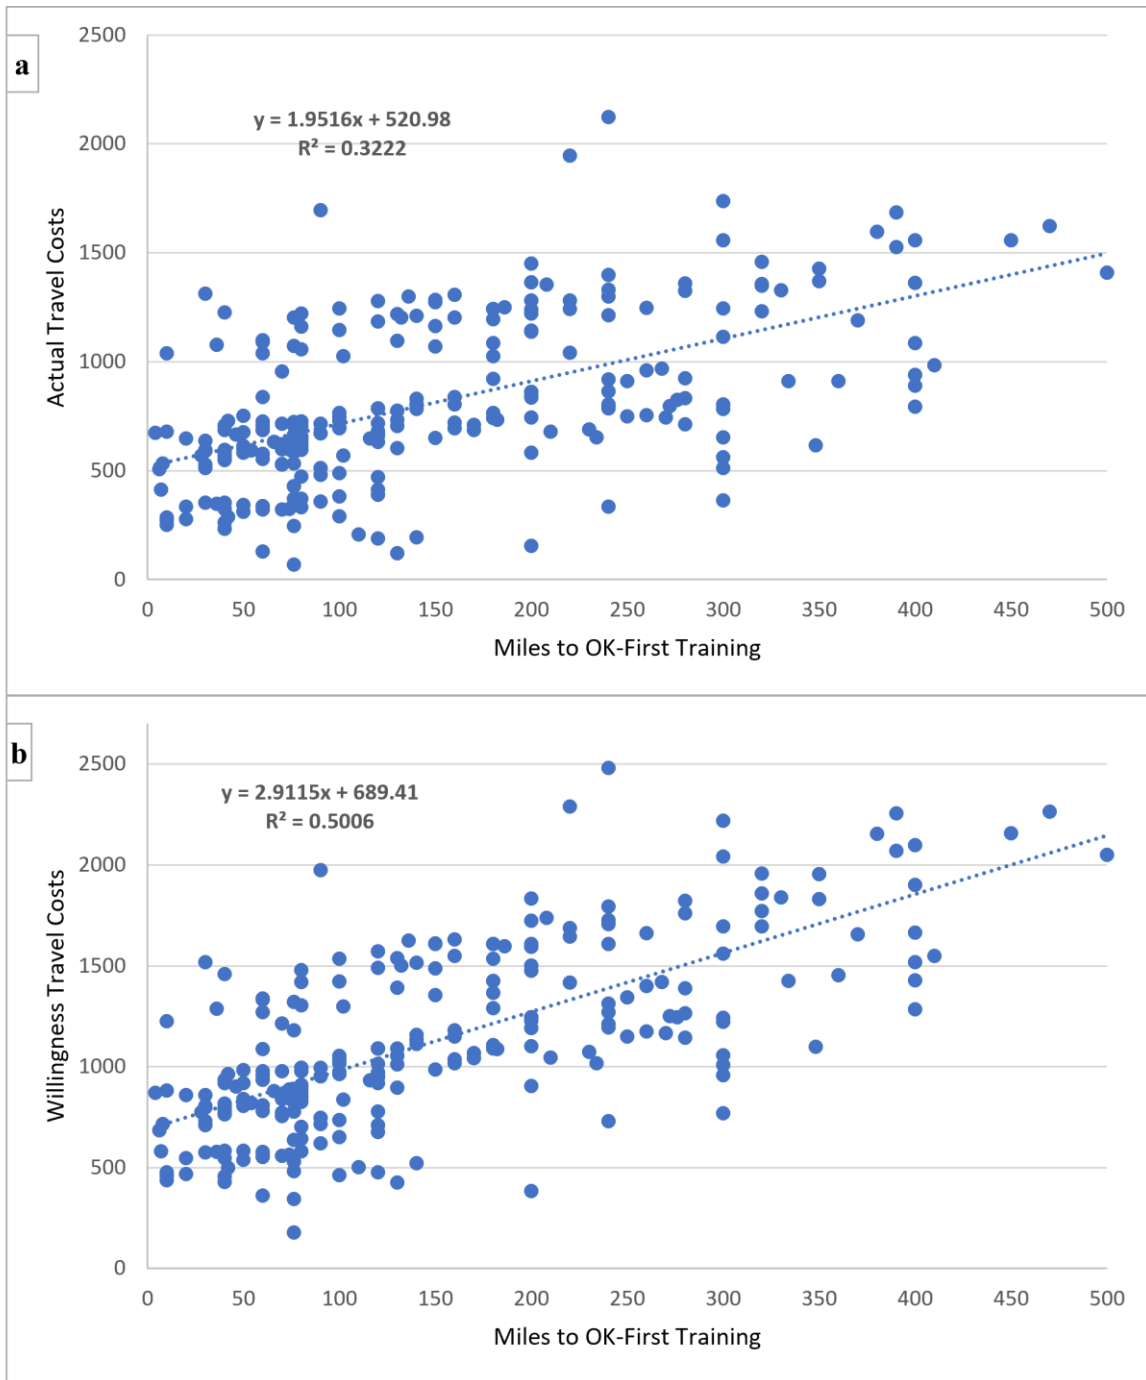 a
2500
2000
1500
1000
500
0
Actual Travel Costs
y = 1.9516x + 520.98
R² = 0.3222
0 50 100 150 200 250 300 350 400 450 500
Miles to OK-First Training
b
2500
2000
1500
1000
500
0
Willingness Travel Costs
y = 2.9115x + 689.41
R² = 0.5006
0 50 100 150 200 250 300 350 400 450 500
Miles to OK-First Training